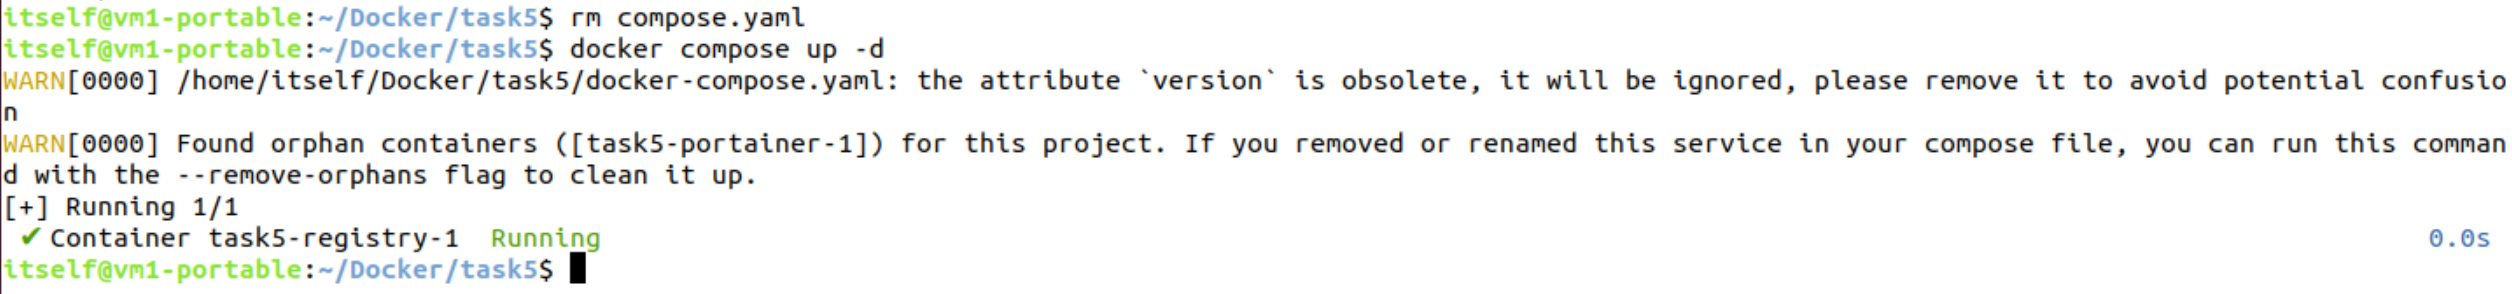 itself@vm1-portable:~/Docker/task5$ rm compose.yaml
itself@vm1-portable:~/Docker/task5$ docker compose up -d
WARN[0000] /home/itself/Docker/task5/docker-compose.yaml: the attribute `version` is obsolete, it will be ignored, please remove it to avoid potential confusio
n
WARN[0000] Found orphan containers ([task5-portainer-1]) for this project. If you removed or renamed this service in your compose file, you can run this comman
d with the --remove-orphans flag to clean it up.
[+] Running 1/1
✔ Container task5-registry-1  Running 0.0s
itself@vm1-portable:~/Docker/task5$